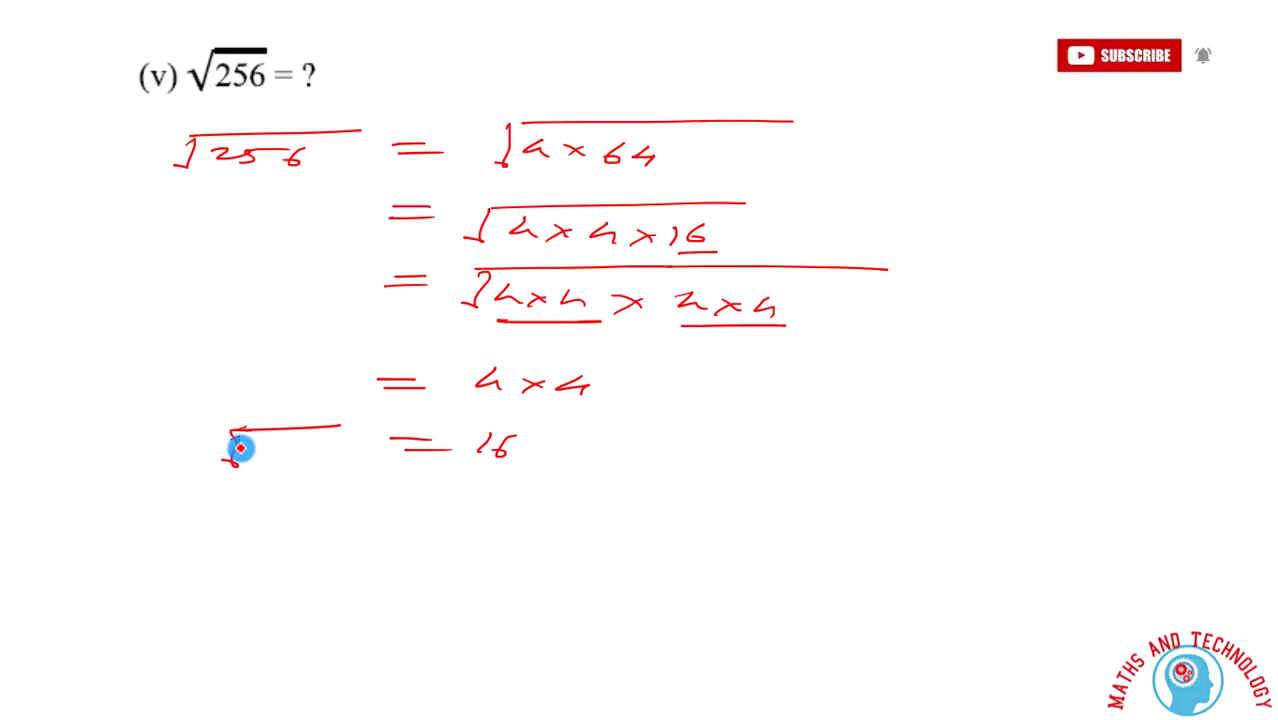 (v) √256 = ?
SUBSCRIBE
√256 = √4 × 64
= √4 × 4 × 16
= √4 × 4 × 4 × 4
= 4 × 4
√ = 16
MATHS AND TECHNOLOGY